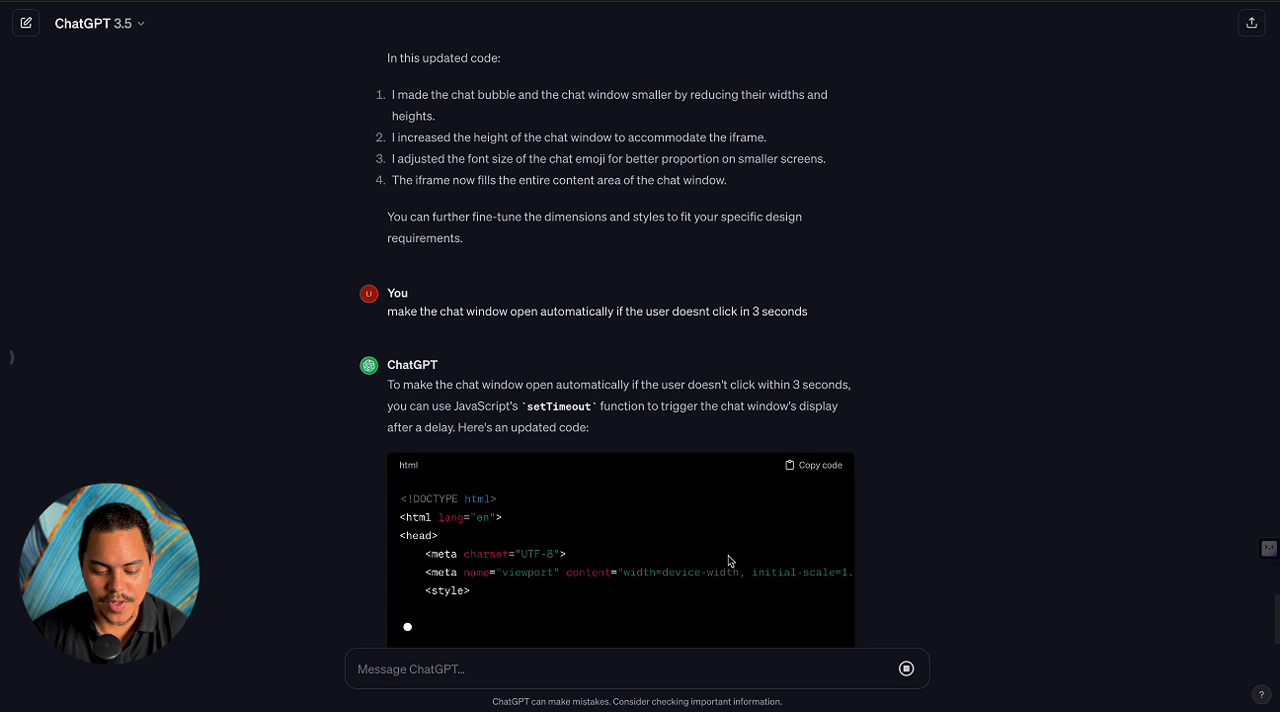 ChatGPT 3.5
In this updated code:
1. I made the chat bubble and the chat window smaller by reducing their widths and
heights.
2. I increased the height of the chat window to accommodate the iframe.
3. I adjusted the font size of the chat emoji for better proportion on smaller screens.
4. The iframe now fills the entire content area of the chat window.
You can further fine-tune the dimensions and styles to fit your specific design
requirements.
U
You
make the chat window open automatically if the user doesnt click in 3 seconds
ChatGPT
To make the chat window open automatically if the user doesn't click within 3 seconds,
you can use JavaScript's `setTimeout` function to trigger the chat window's display
after a delay. Here's an updated code:
html Copy code
<!DOCTYPE html>
<html lang="en">
<head>
<meta charset="UTF-8">
<meta name="viewport" content="width=device-width, initial-scale=1.
<style>
Message ChatGPT...
ChatGPT can make mistakes. Consider checking important information.
?